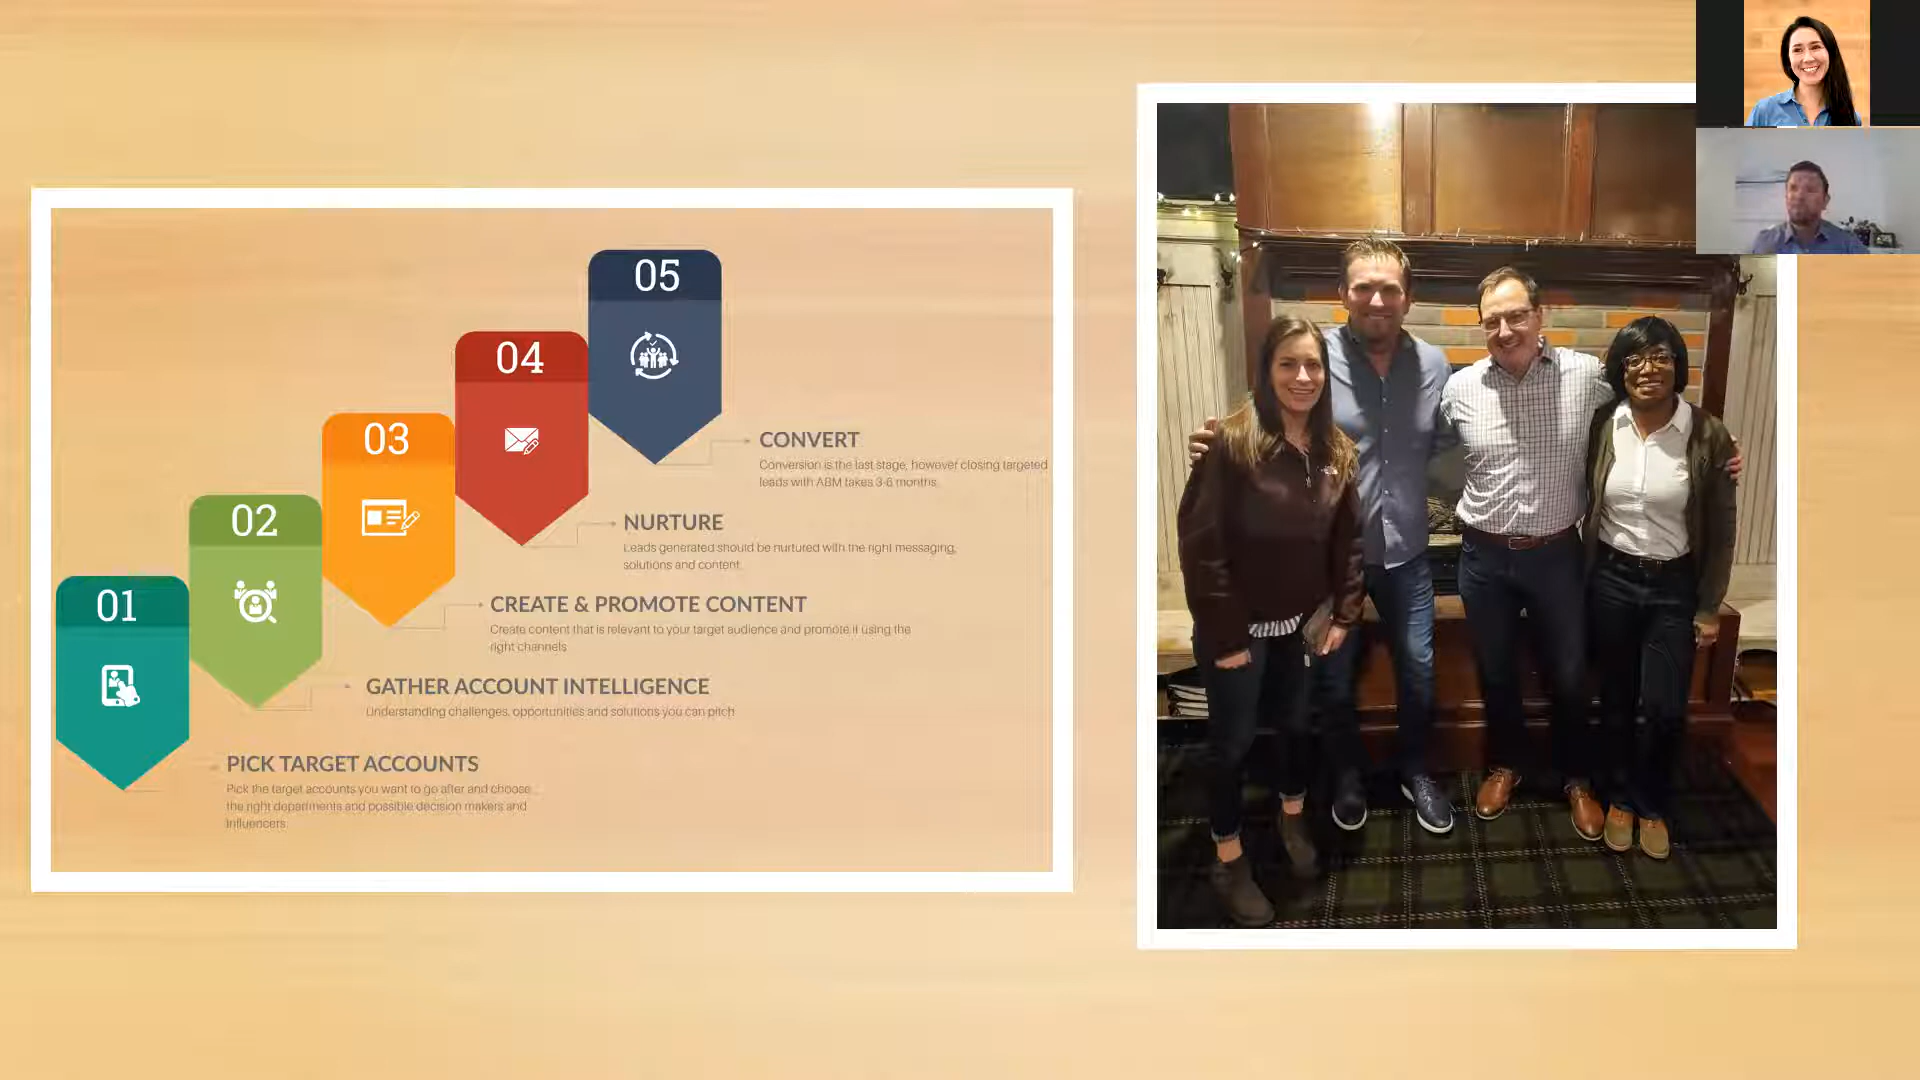 05
04
03
02
01
CONVERT
Conversion is the last stage, however closing targeted
leads with ABM takes 3-6 months.
NURTURE
Leads generated should be nurtured with the right messaging,
solutions and content.
CREATE & PROMOTE CONTENT
Create content that is relevant to your target audience and promote it using the
right channels
GATHER ACCOUNT INTELLIGENCE
Understanding challenges, opportunities and solutions you can pitch
PICK TARGET ACCOUNTS
Pick the target accounts you want to go after and choose
the right departments and possible decision makers and
influencers.